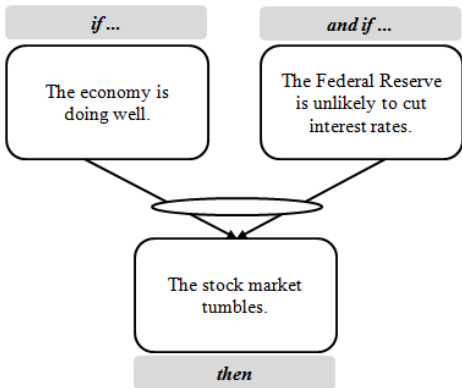 if ...
and if ...
The economy is
doing well.
The Federal Reserve
is unlikely to cut
interest rates.
The stock market
tumbles.
then